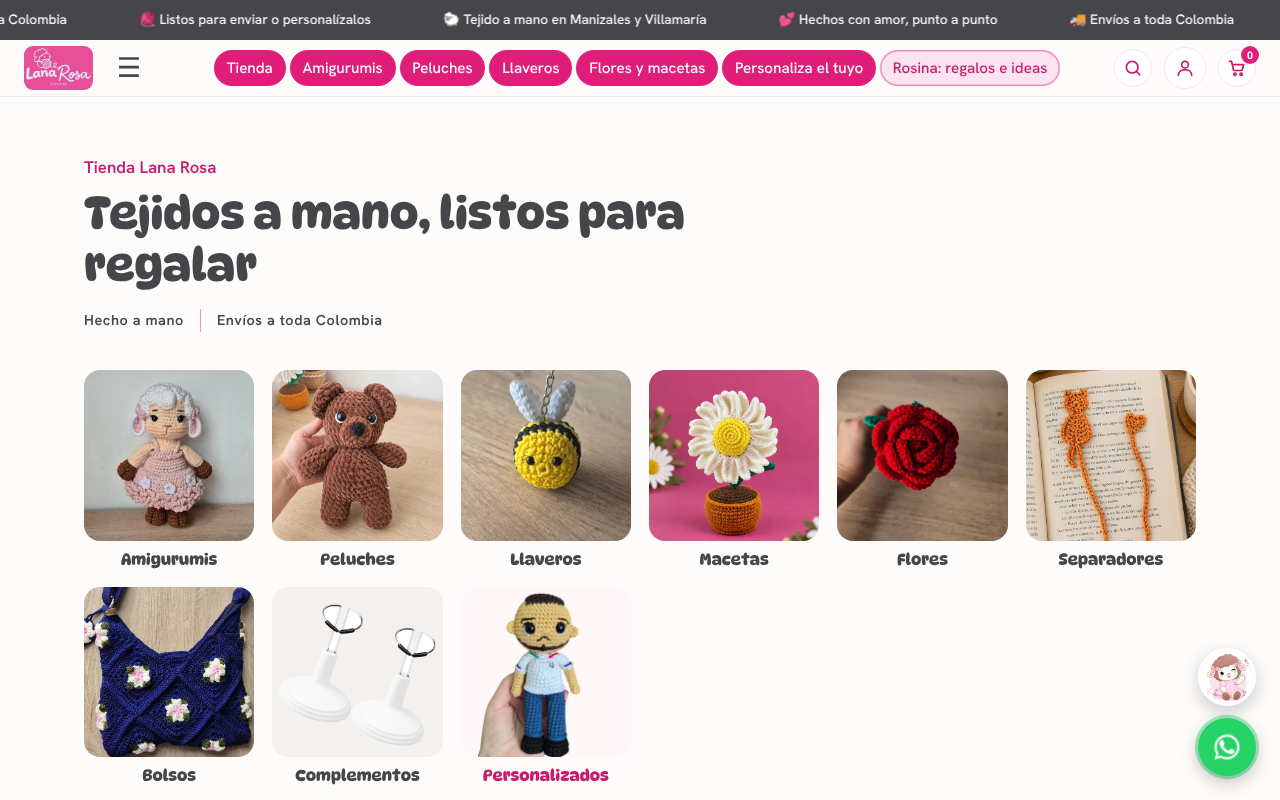 a Colombia
🧶 Listos para enviar o personalízalos
🐑 Tejido a mano en Manizales y Villamaría
💕 Hechos con amor, punto a punto
🚚 Envíos a toda Colombia
Lana Rosa
Tienda
Amigurumis
Peluches
Llaveros
Flores y macetas
Personaliza el tuyo
Rosina: regalos e ideas
0
Tienda Lana Rosa
Tejidos a mano, listos para
regalar
Hecho a mano
Envíos a toda Colombia
Amigurumis
Peluches
Llaveros
Macetas
Flores
Separadores
Bolsos
Complementos
Personalizados